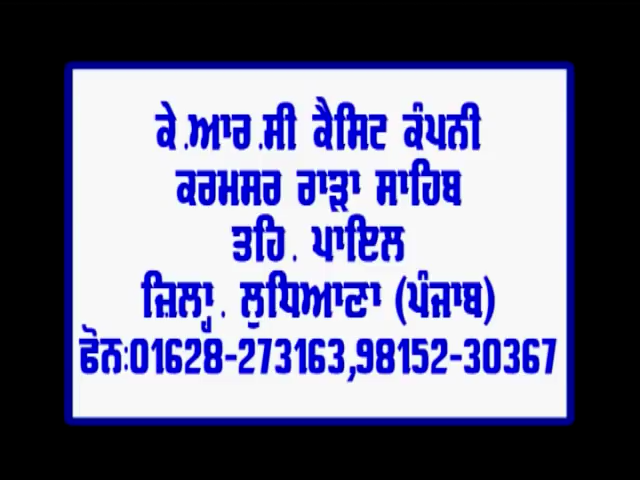 ਕੇ.ਆਰ.ਸੀ ਕੈਸਿਟ ਕੰਪਨੀ
ਕਰਮਸਰ ਰਾੜਾ ਸਾਹਿਬ
ਤਹਿ. ਪਾਇਲ
ਜ਼ਿਲ੍ਹਾ. ਲੁਧਿਆਣਾ (ਪੰਜਾਬ)
ਫੋਨ:01628-273163,98152-30367